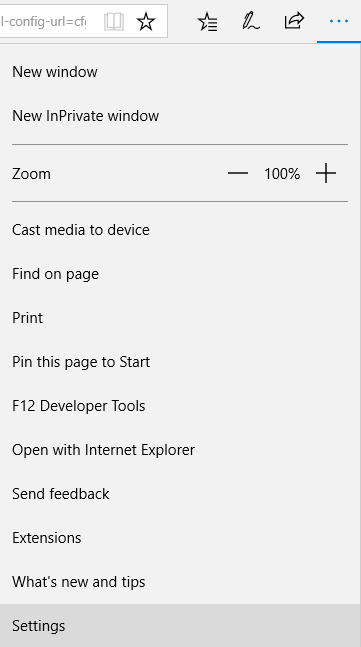 l-config-url=cf
New window
New InPrivate window
Zoom
100%
Cast media to device
Find on page
Print
Pin this page to Start
F12 Developer Tools
Open with Internet Explorer
Send feedback
Extensions
What's new and tips
Settings